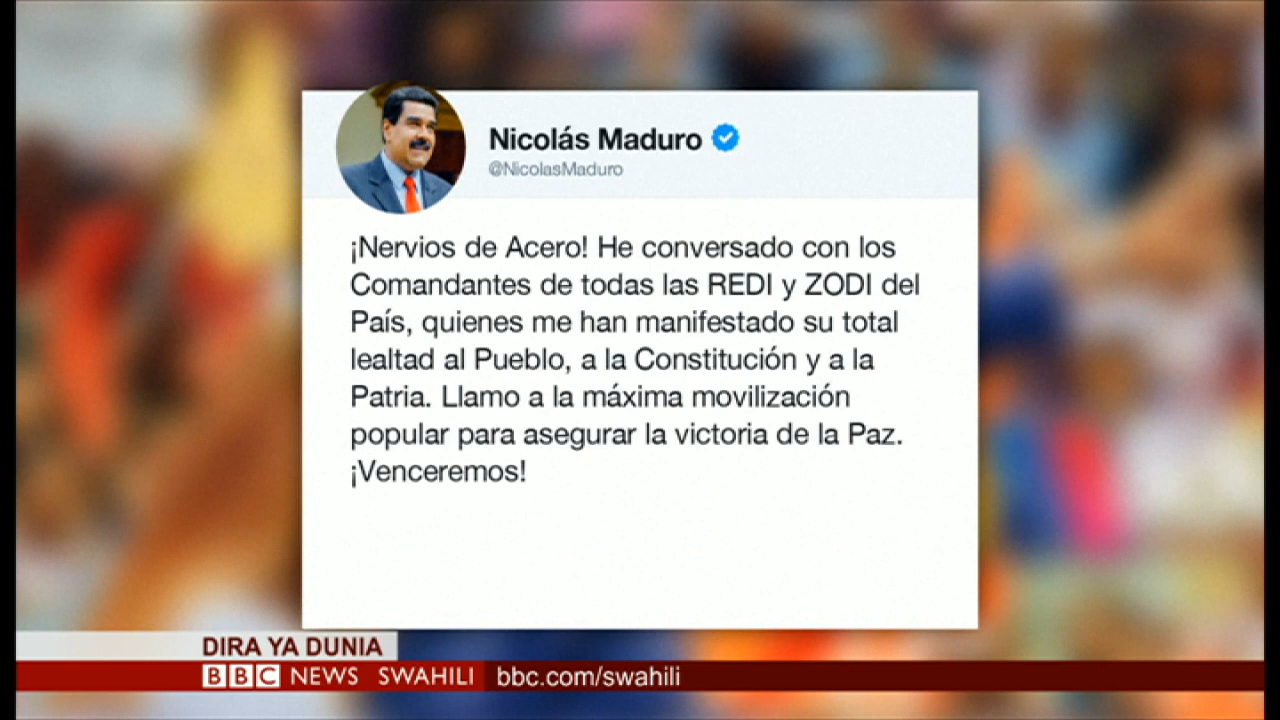 Nicolás Maduro
@NicolasMaduro
¡Nervios de Acero! He conversado con los
Comandantes de todas las REDI y ZODI del
País, quienes me han manifestado su total
lealtad al Pueblo, a la Constitución y a la
Patria. Llamo a la máxima movilización
popular para asegurar la victoria de la Paz.
¡Venceremos!
DIRA YA DUNIA
BBC NEWS SWAHILI bbc.com/swahili